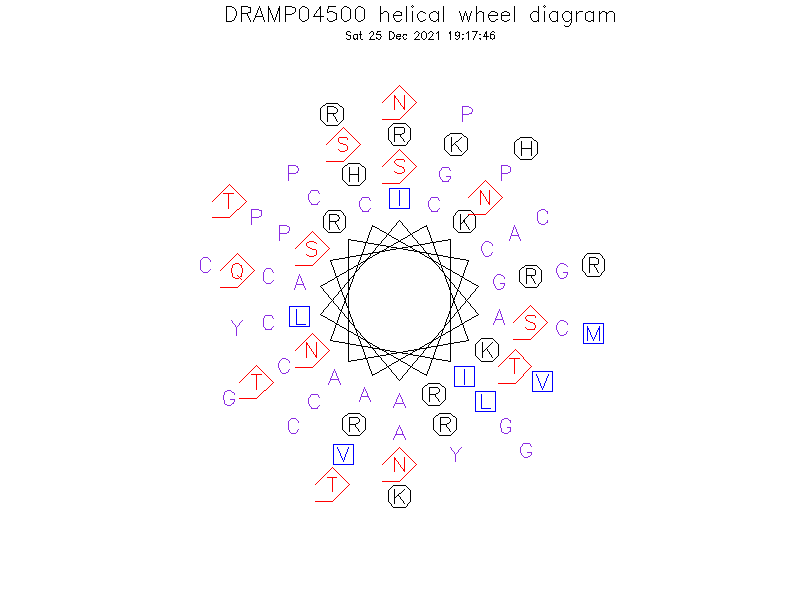 DRAMP04500 helical wheel diagram
Sat 25 Dec 2021 19:17:46
N
R P
R K H
S S
P H G P
C C I C N
T P R K C
P S C A
C Q C A G R G R
Y C L A S C M
C N K T
G T A I V
C A A R L
C R A R G
V Y G
T N
K